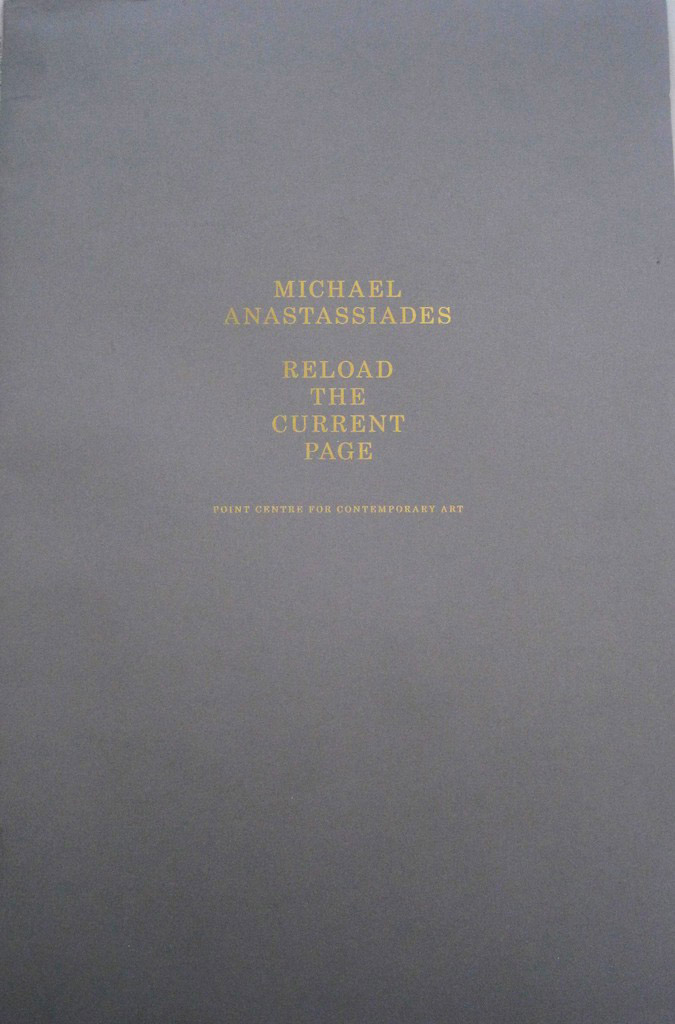 MICHAEL
ANASTASSIADES
RELOAD
THE
CURRENT
PAGE
POINT CENTRE FOR CONTEMPORARY ART